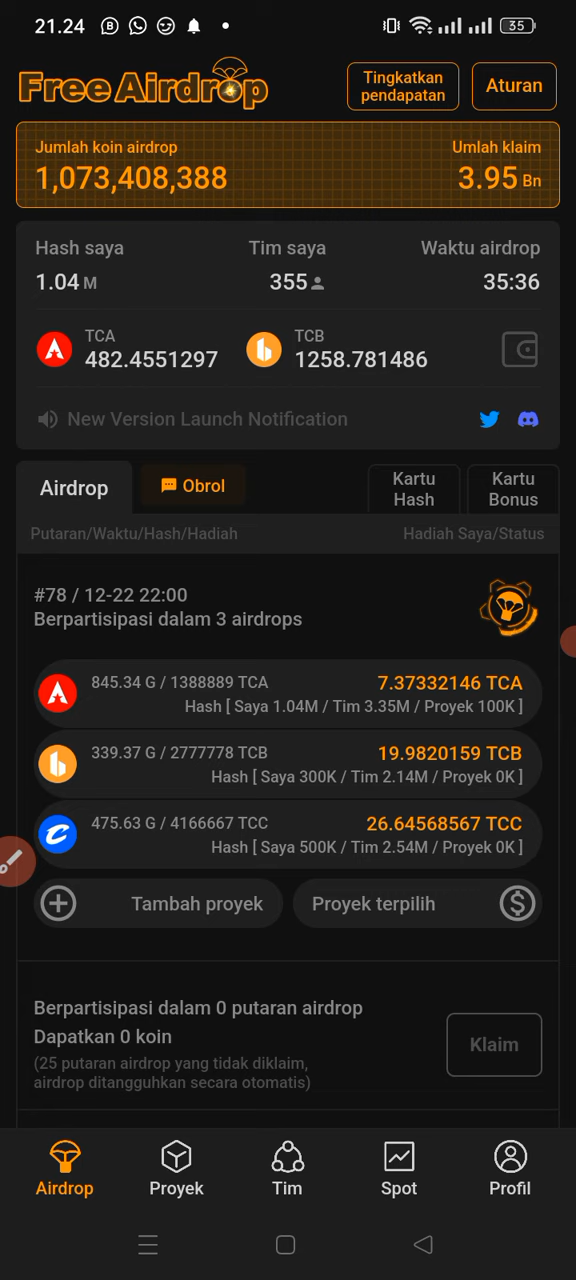 21.24
35
Free Airdrop
Tingkatkan pendapatan
Aturan
Jumlah koin airdrop
Umlah klaim
1,073,408,388
3.95 Bn
Hash saya
Tim saya
Waktu airdrop
1.04 M
355
35:36
TCA
482.4551297
TCB
1258.781486
New Version Launch Notification
Airdrop
Obrol
Kartu Hash
Kartu Bonus
Putaran/Waktu/Hash/Hadiah
Hadiah Saya/Status
#78 / 12-22 22:00
Berpartisipasi dalam 3 airdrops
845.34 G / 1388889 TCA
7.37332146 TCA
Hash [ Saya 1.04M / Tim 3.35M / Proyek 100K ]
339.37 G / 2777778 TCB
19.9820159 TCB
Hash [ Saya 300K / Tim 2.14M / Proyek 0K ]
475.63 G / 4166667 TCC
26.64568567 TCC
Hash [ Saya 500K / Tim 2.54M / Proyek 0K ]
Tambah proyek
Proyek terpilih
Berpartisipasi dalam 0 putaran airdrop
Dapatkan 0 koin
(25 putaran airdrop yang tidak diklaim,
airdrop ditangguhkan secara otomatis)
Klaim
Airdrop
Proyek
Tim
Spot
Profil